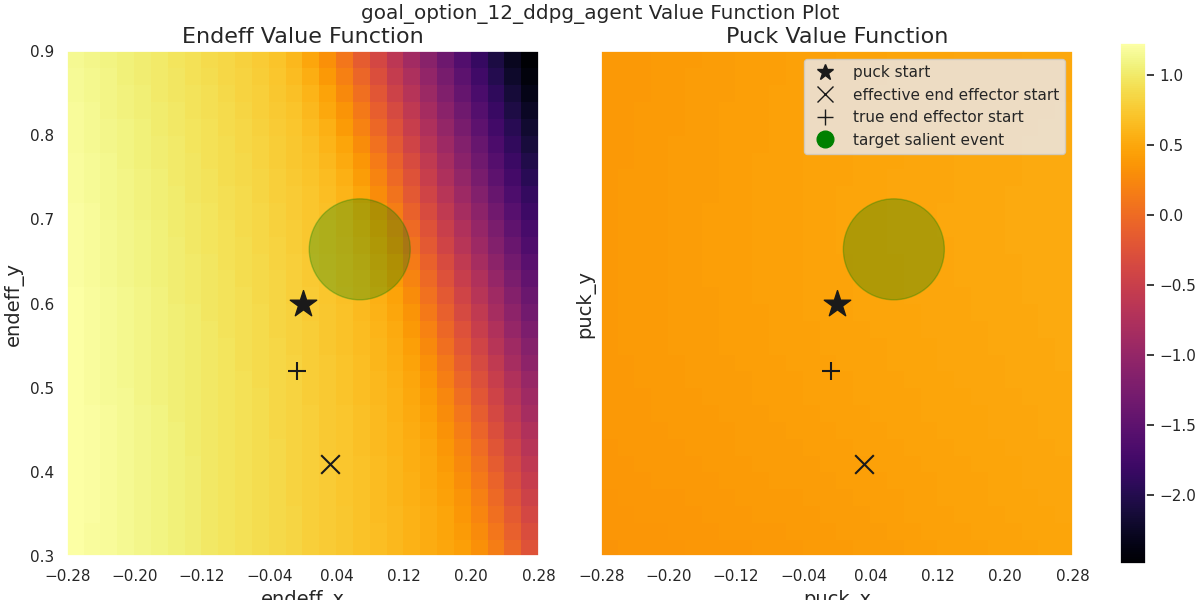 goal_option_12_ddpg_agent Value Function Plot
Endeff Value Function
Puck Value Function
endeff_y
0.9
0.8
0.7
0.6
0.5
0.4
0.3
−0.28 −0.20 −0.12 −0.04 0.04 0.12 0.20 0.28
endeff_x
puck_y
puck start
effective end effector start
true end effector start
target salient event
−0.28 −0.20 −0.12 −0.04 0.04 0.12 0.20 0.28
puck_x
1.0
0.5
0.0
−0.5
−1.0
−1.5
−2.0